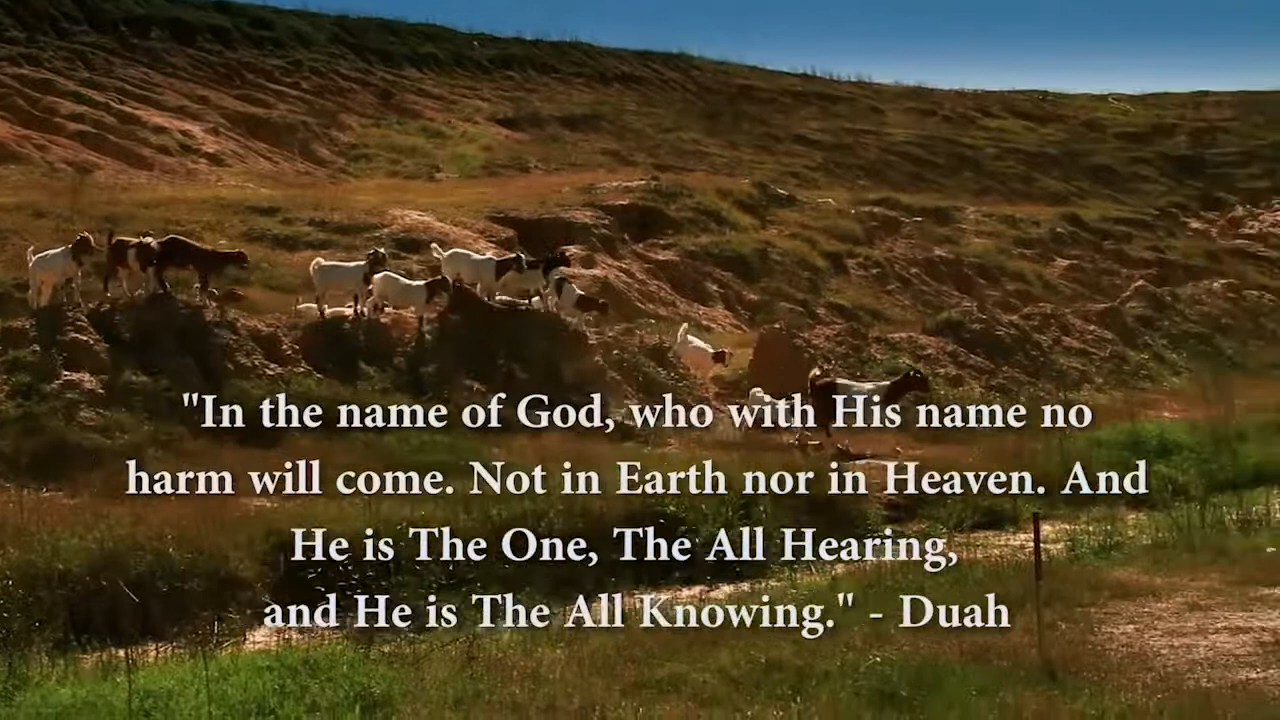 "In the name of God, who with His name no
harm will come. Not in Earth nor in Heaven. And
He is The One, The All Hearing,
and He is The All Knowing." - Duah